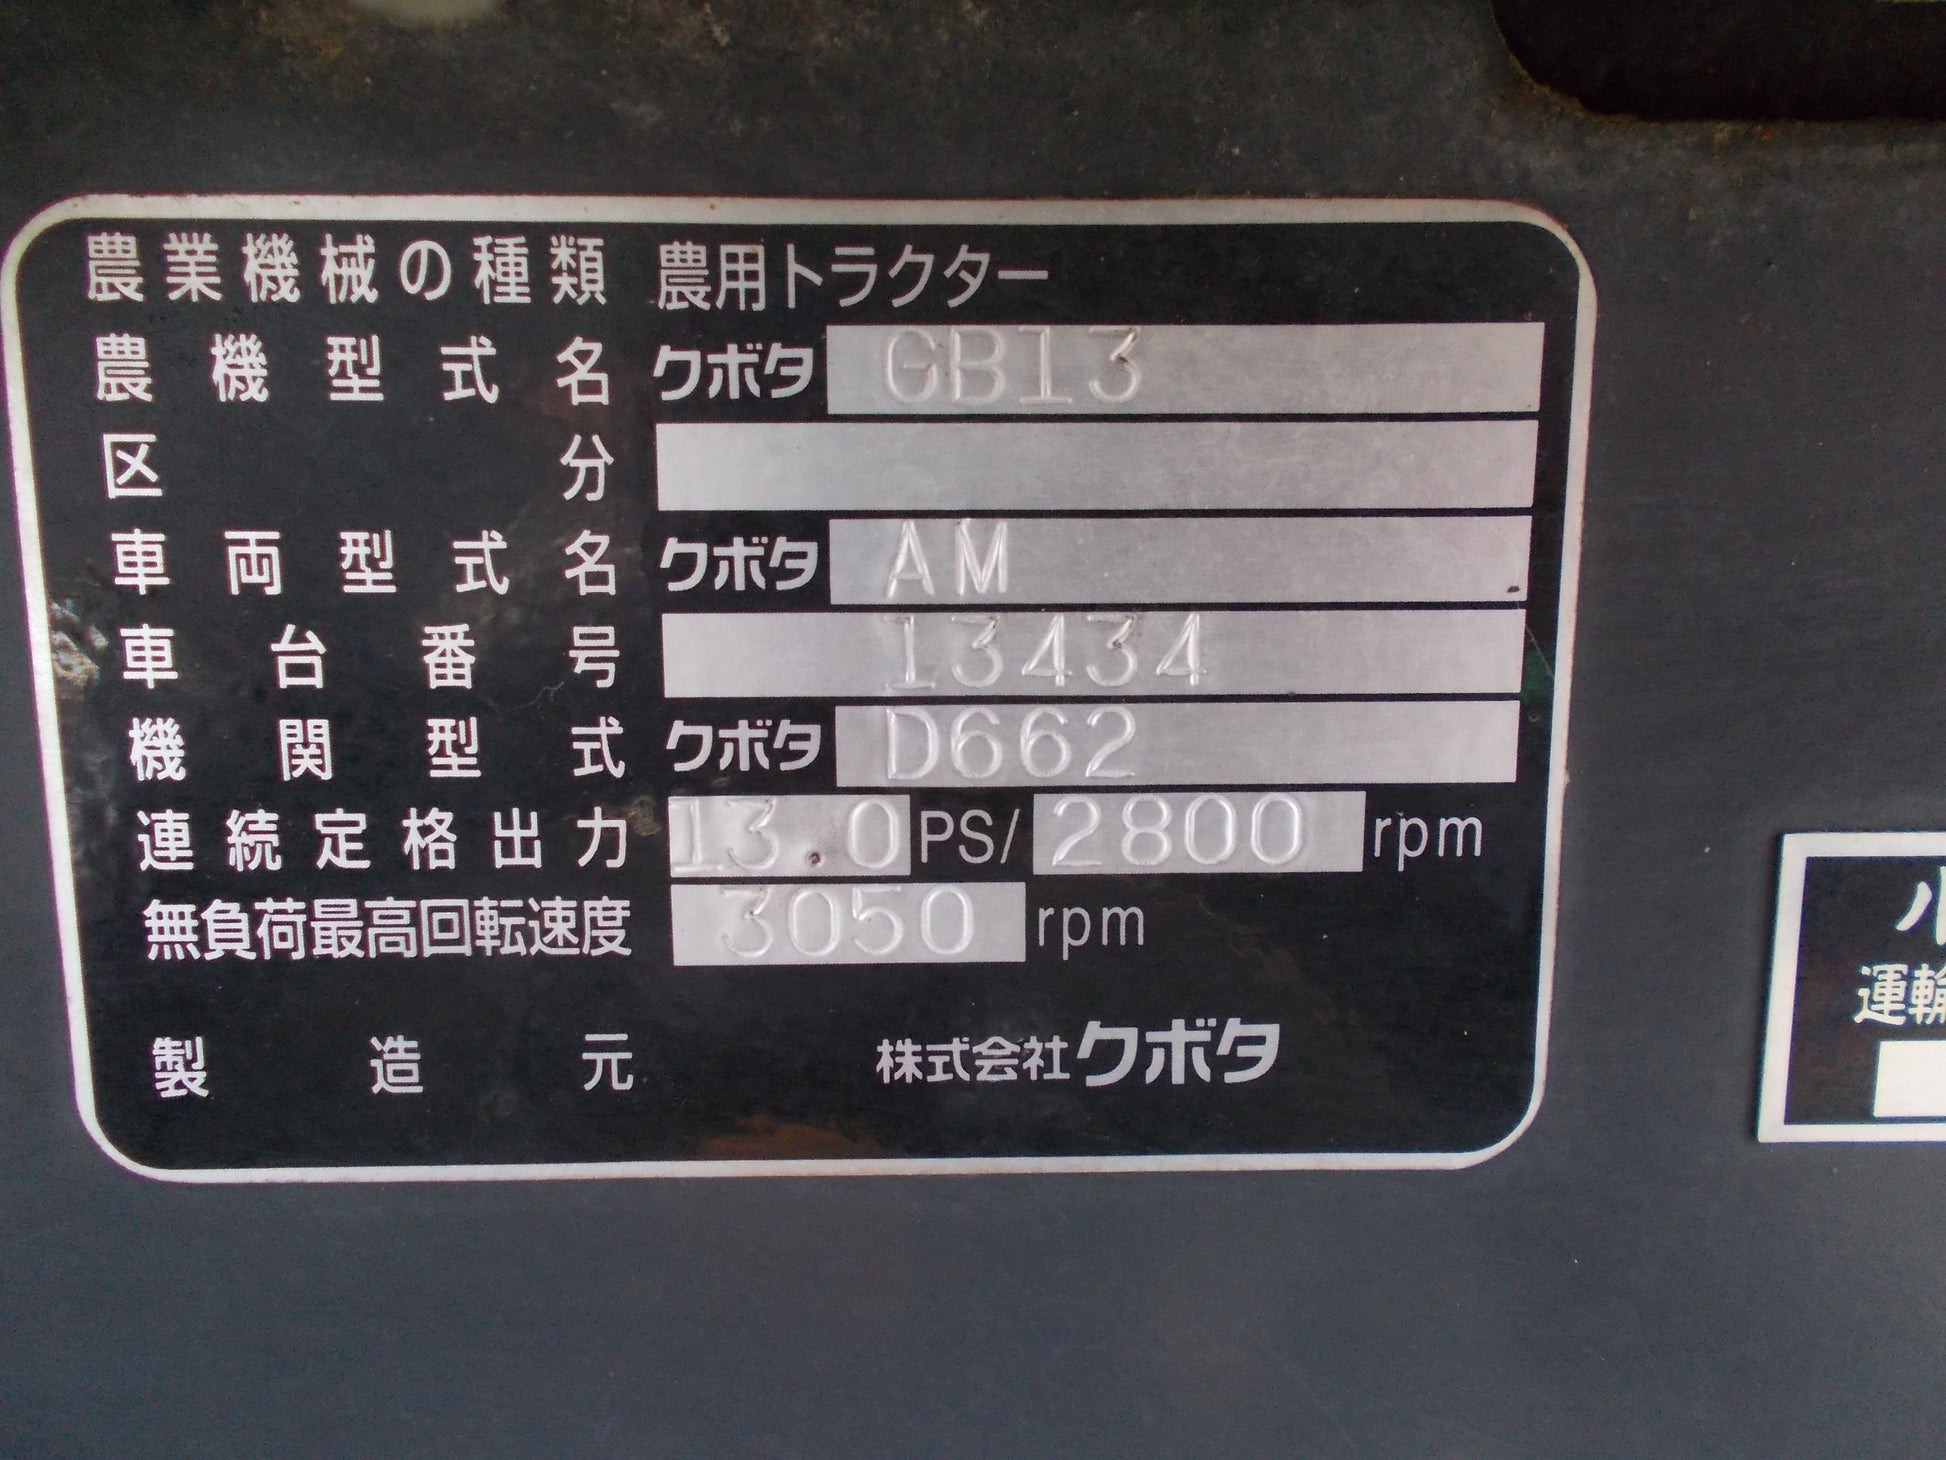 農業機械の種類 農用トラクター
農機型式名 クボタ GB13
区分
車両型式名 クボタ AM
車台番号 13434
機関型式 クボタ D662
連続定格出力 13.0 PS/ 2800 rpm
無負荷最高回転速度 3050 rpm
製造元 株式会社クボタ
小
運輸